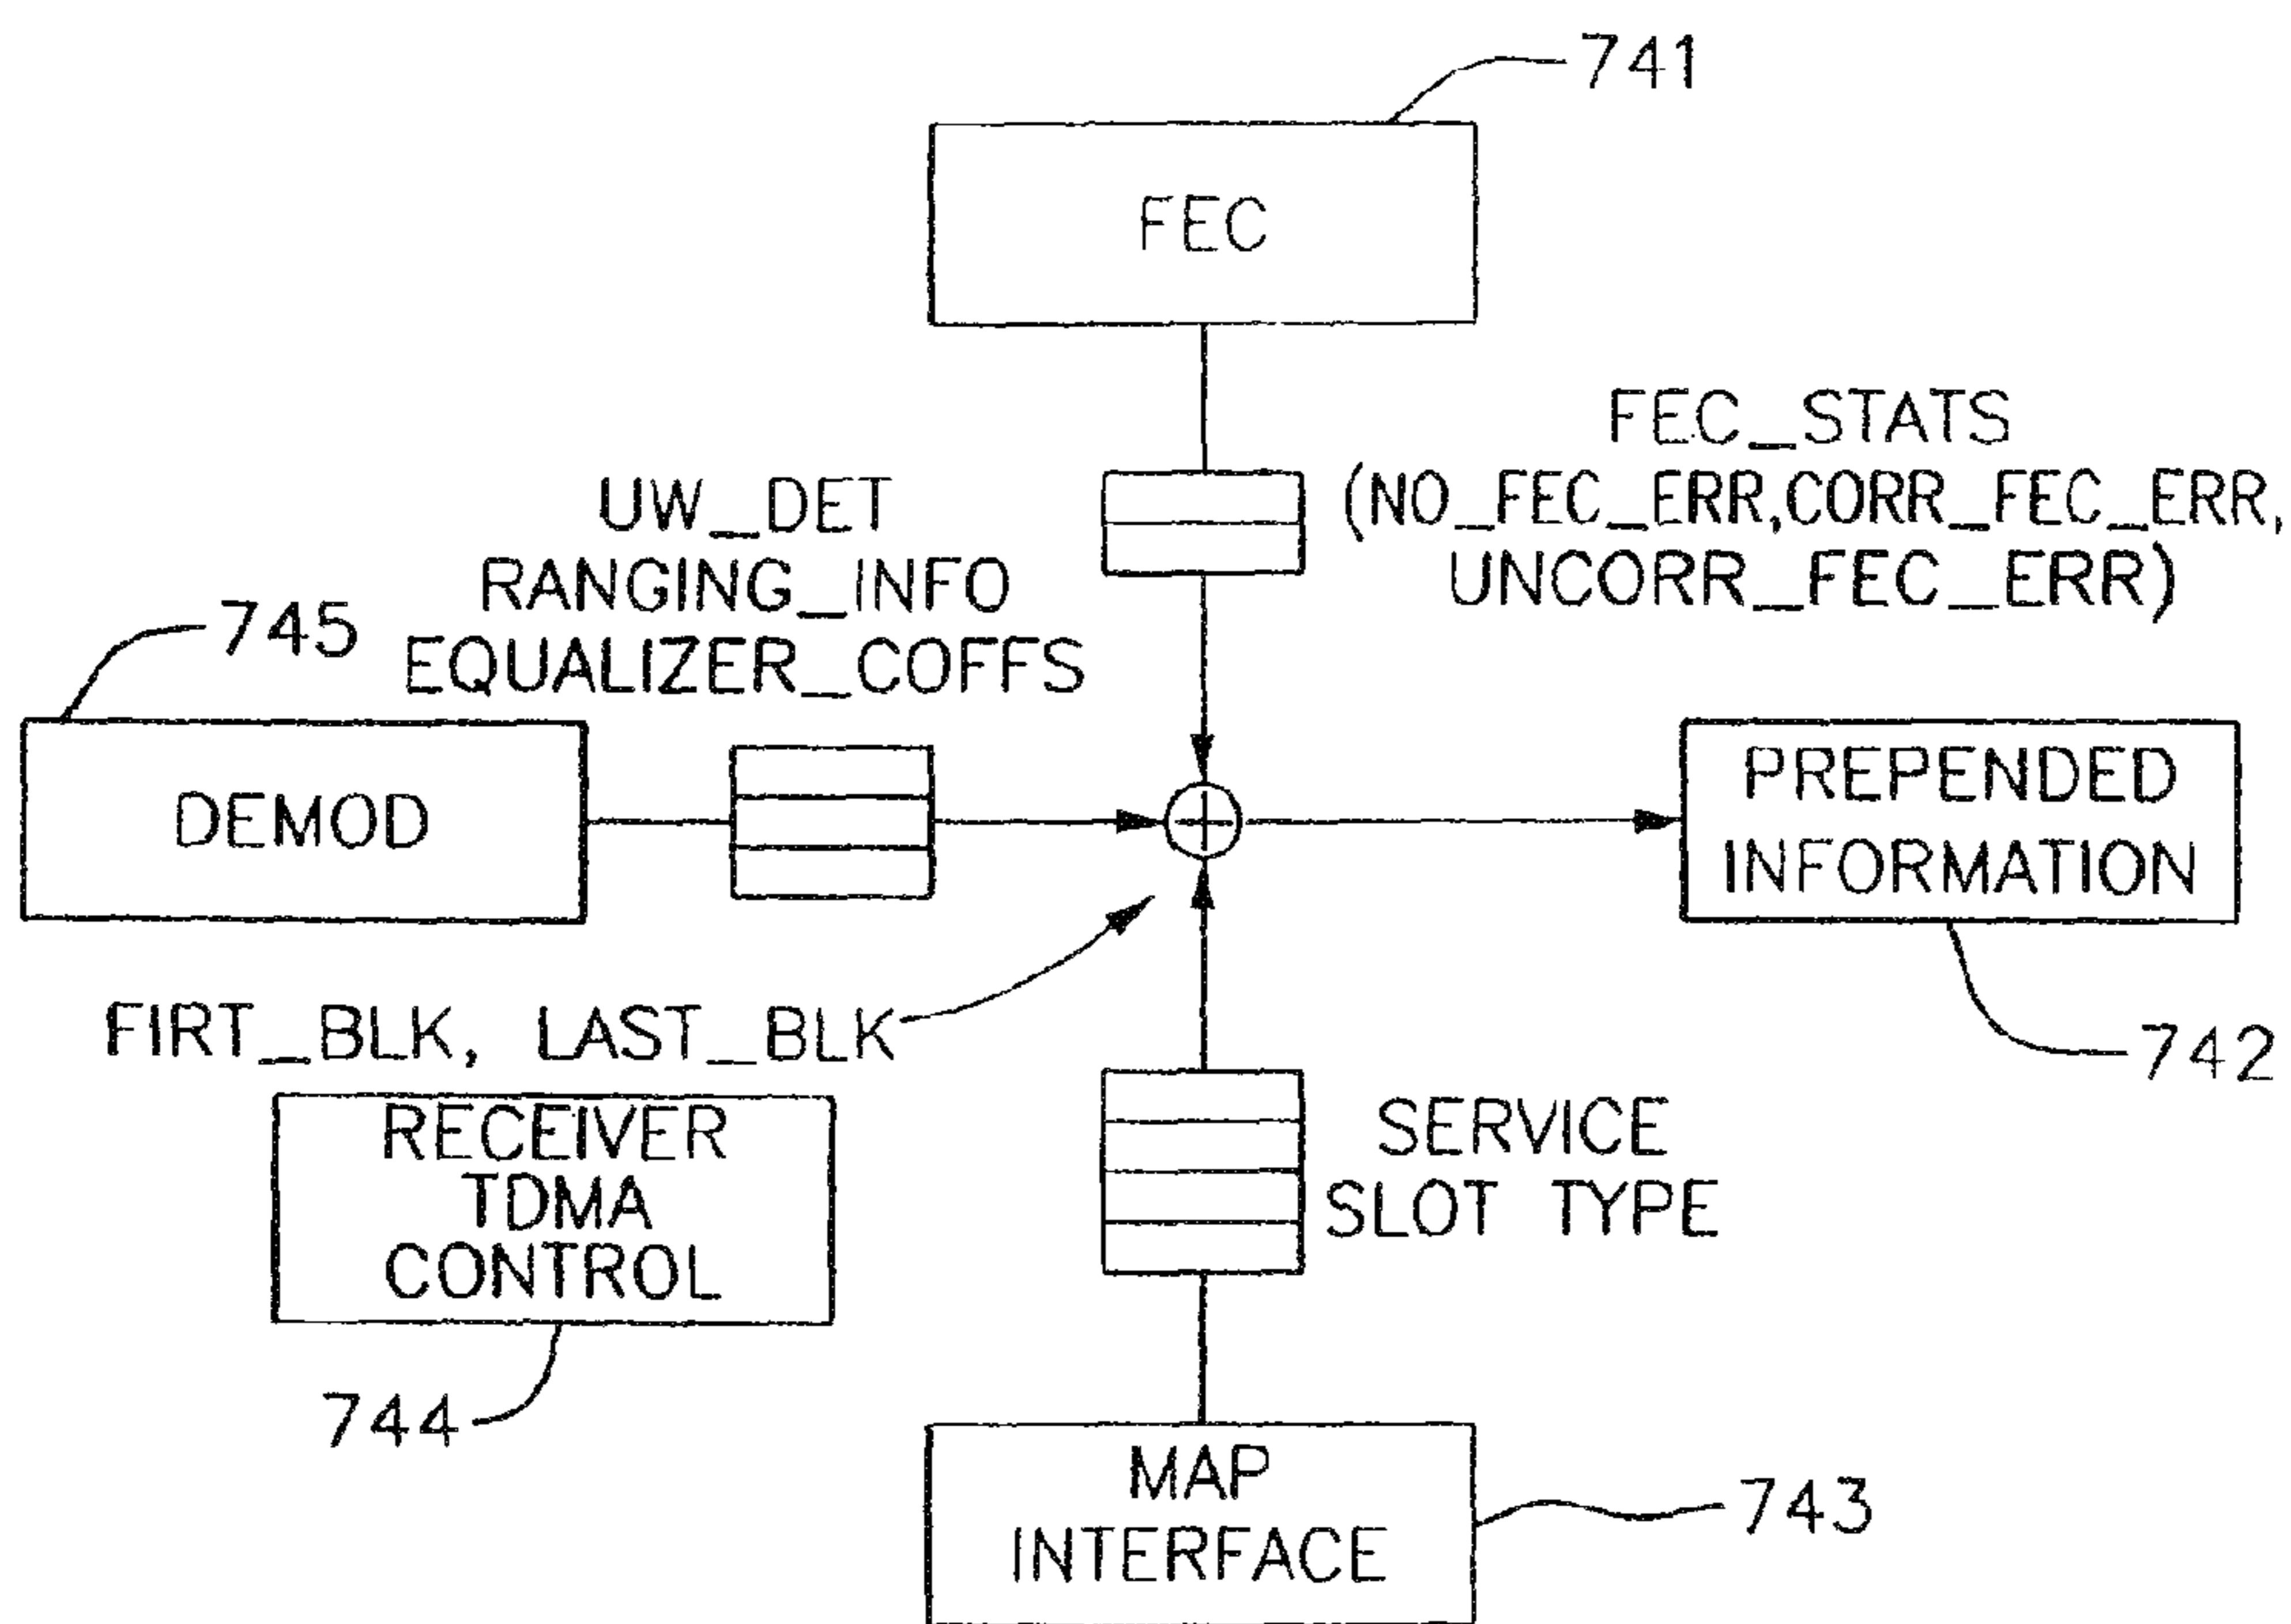 741
FEC
FEC_STATS
(NO_FEC_ERR,CORR_FEC_ERR,
UNCORR_FEC_ERR)
UW_DET
RANGING_INFO
EQUALIZER_COFFS
745
DEMOD
PREPENDED
INFORMATION
742
FIRT_BLK, LAST_BLK
RECEIVER
TDMA
CONTROL
744
SERVICE
SLOT TYPE
MAP
INTERFACE
743